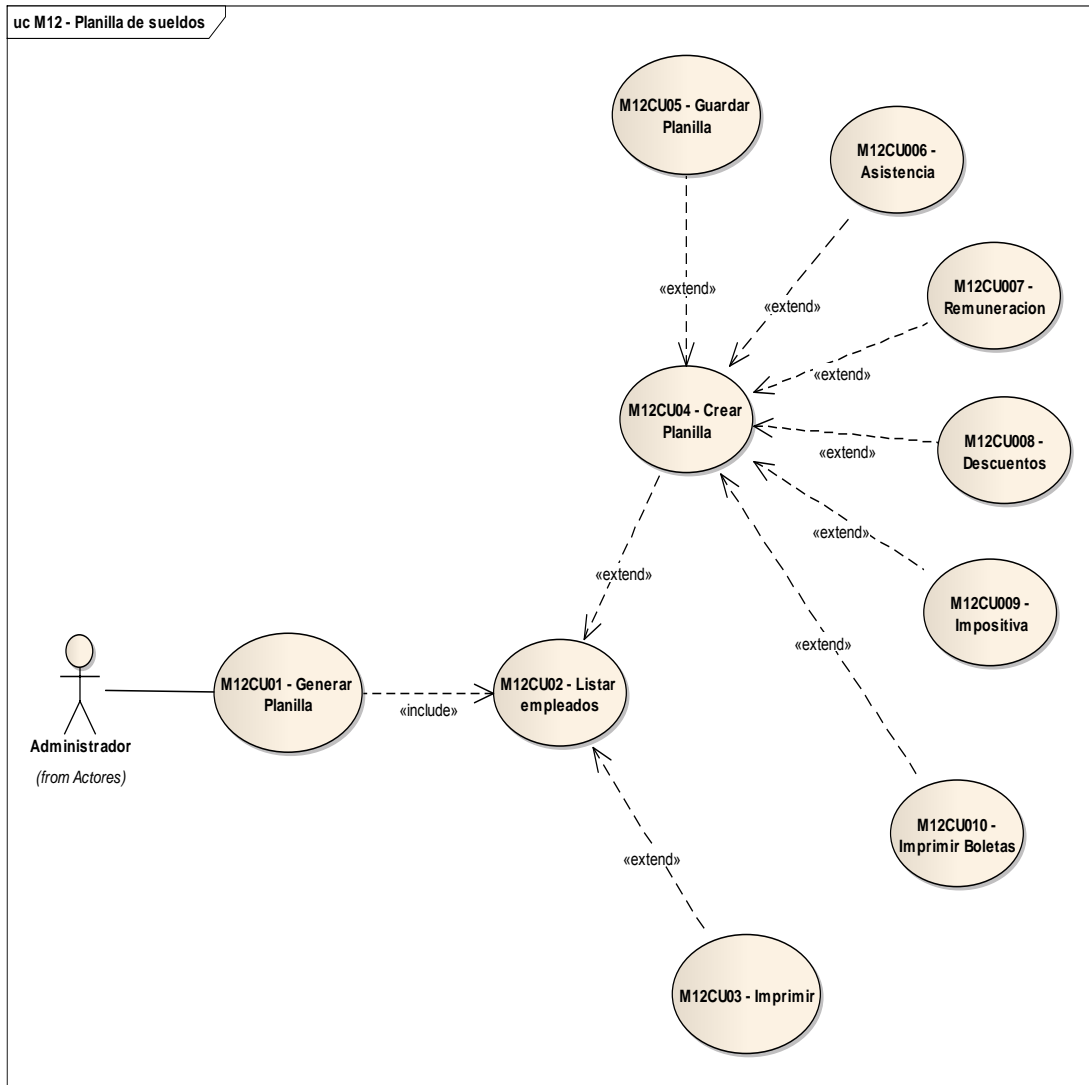 uc M12 - Planilla de sueldos
M12CU05 - Guardar
Planilla
M12CU006 -
Asistencia
M12CU007 -
Remuneracion
«extend»
«extend»
«extend»
M12CU04 - Crear
Planilla
M12CU008 -
Descuentos
«extend»
«extend»
«extend»
M12CU009 -
Impositiva
«extend»
Administrador
(from Actores)
M12CU01 - Generar
Planilla
«include»
M12CU02 - Listar
empleados
M12CU010 -
Imprimir Boletas
«extend»
M12CU03 - Imprimir